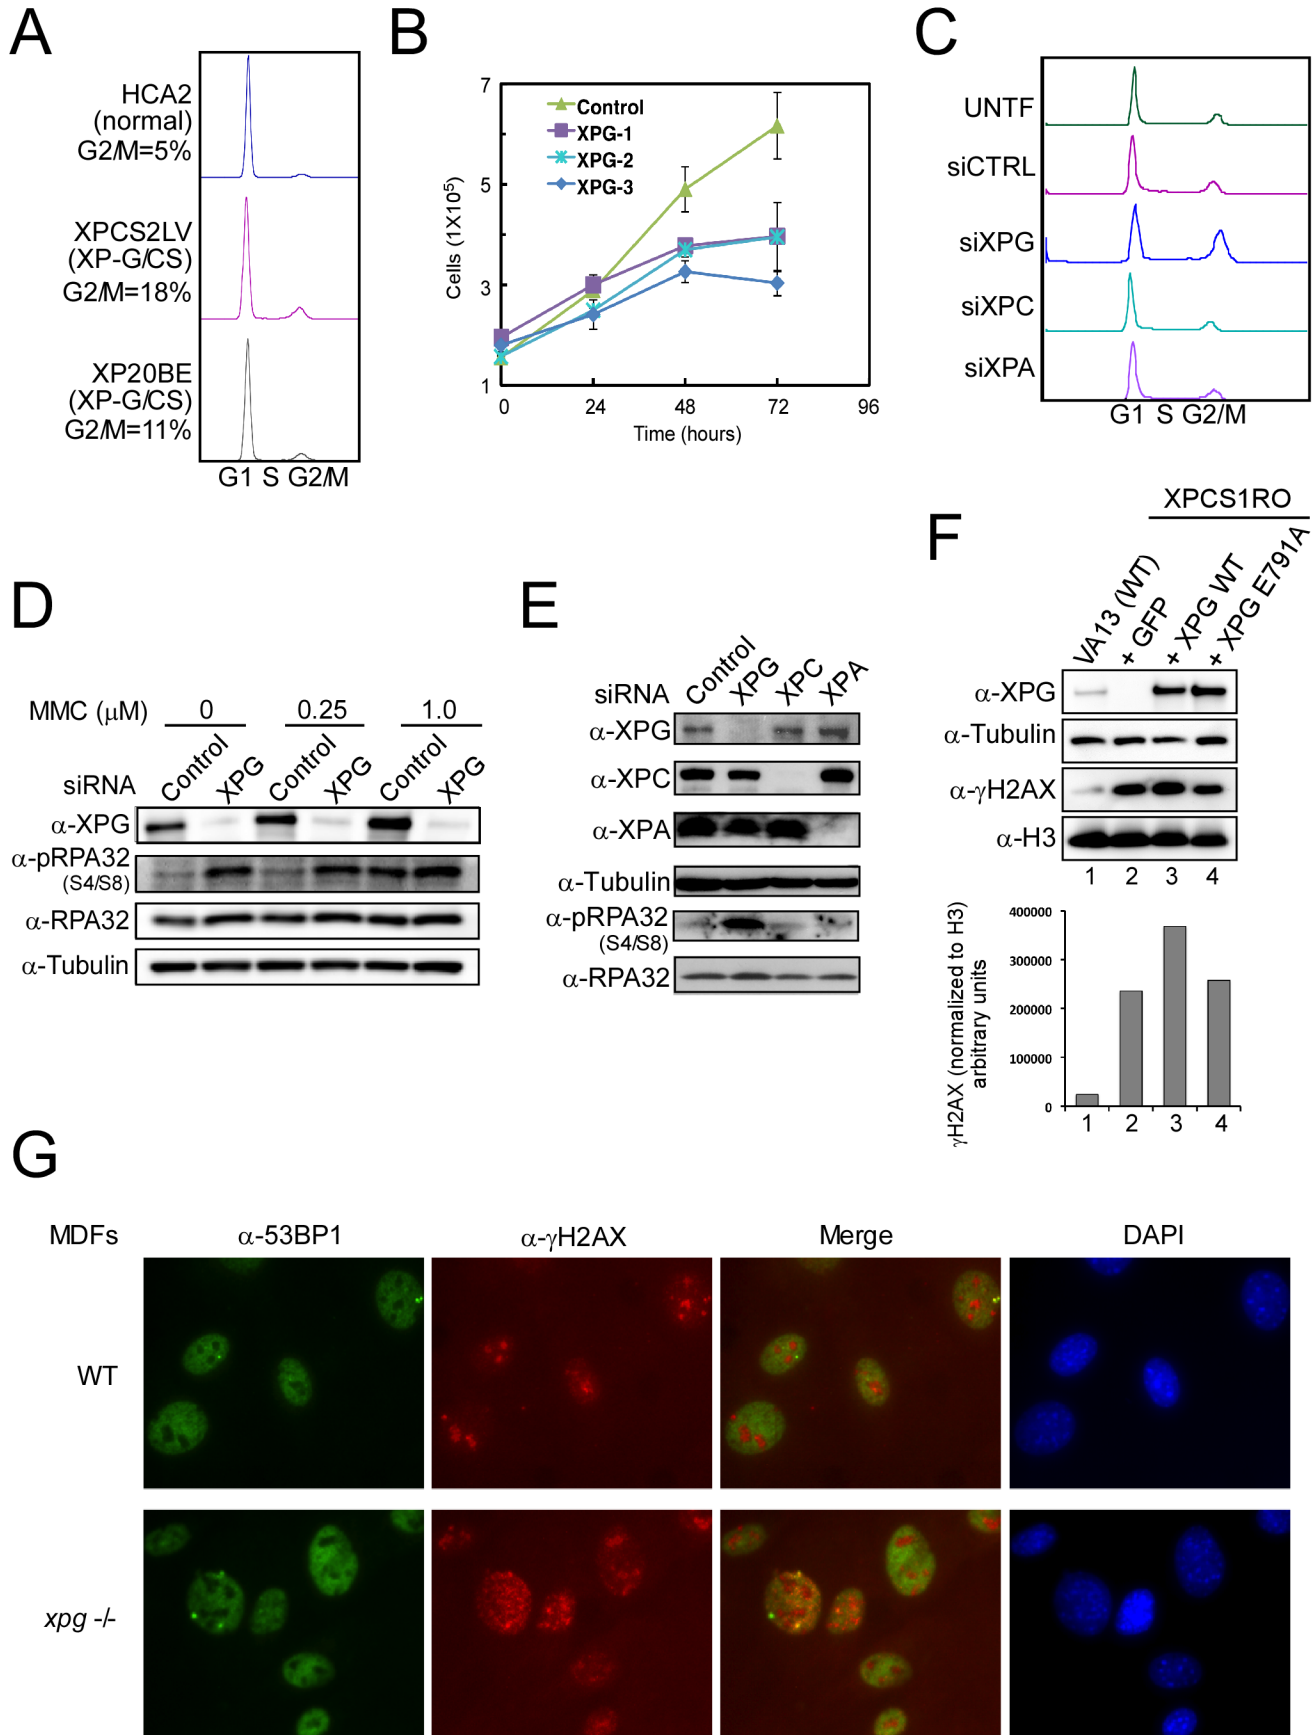 A
HCA2
(normal)
G2/M=5%
XPCS2LV
(XP-G/CS)
G2/M=18%
XP20BE
(XP-G/CS)
G2/M=11%
G1 S G2/M
B
7
5
3
1
Cells (1X10⁵)
Control
XPG-1
XPG-2
XPG-3
0 24 48 72 96
Time (hours)
C
UNTF
siCTRL
siXPG
siXPC
siXPA
G1 S G2/M
D
MMC (μM) 0 0.25 1.0
siRNA Control XPG Control XPG Control XPG
α-XPG
α-pRPA32
(S4/S8)
α-RPA32
α-Tubulin
E
siRNA Control XPG XPC XPA
α-XPG
α-XPC
α-XPA
α-Tubulin
α-pRPA32
(S4/S8)
α-RPA32
F
XPCS1RO
VA13 (WT) + GFP + XPG WT + XPG E791A
α-XPG
α-Tubulin
α-γH2AX
α-H3
1 2 3 4
γH2AX (normalized to H3)
arbitrary units
400000
300000
200000
100000
0
1 2 3 4
G
MDFs α-53BP1 α-γH2AX Merge DAPI
WT
xpg -/-